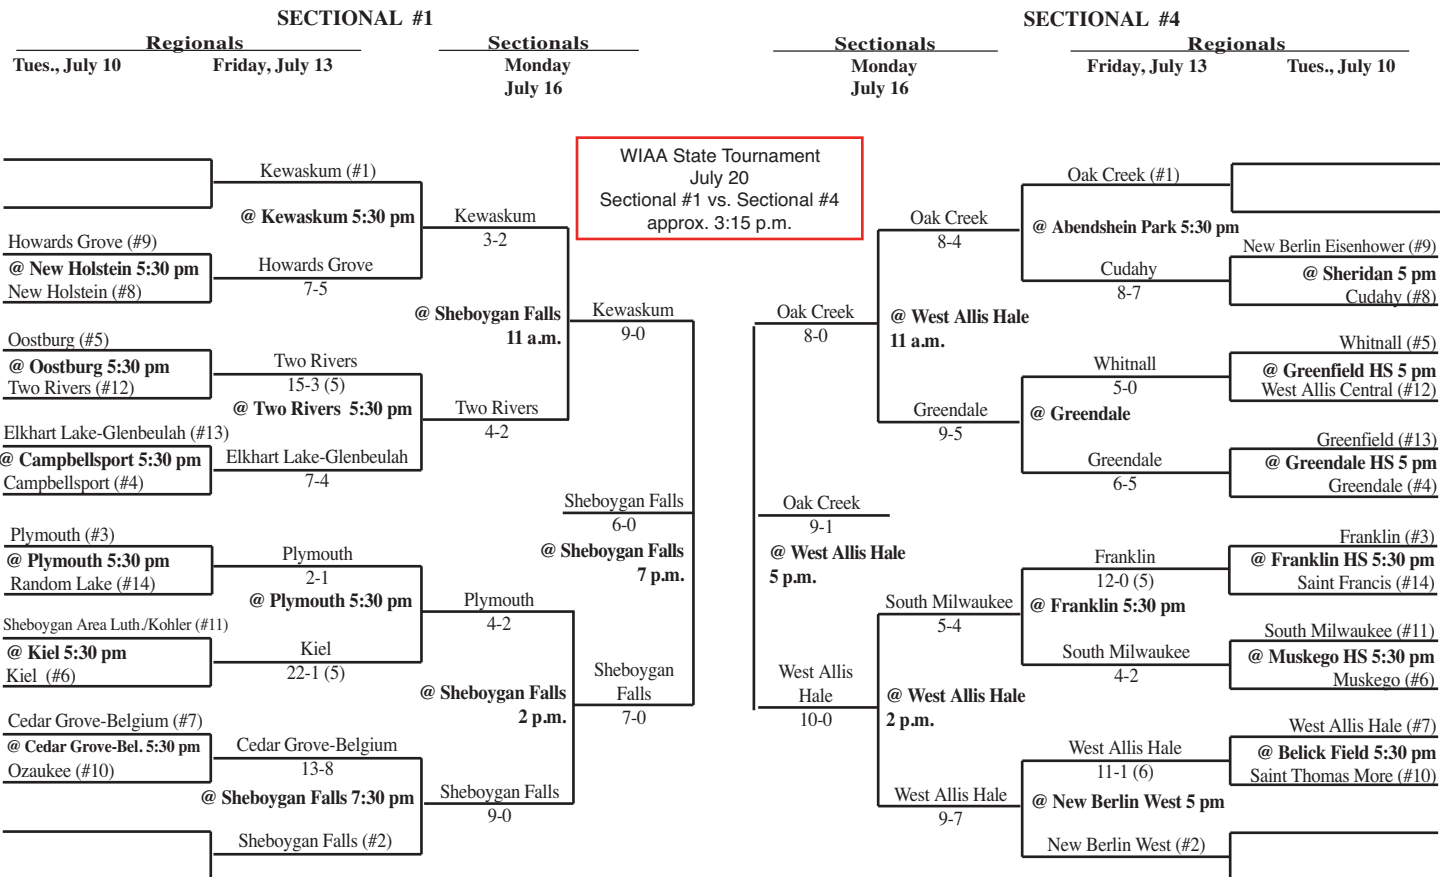 SECTIONAL #1
Regionals
Sectionals
Tues., July 10
Friday, July 13
Monday
July 16
Kewaskum (#1)
@ Kewaskum 5:30 pm
Howards Grove (#9)
@ New Holstein 5:30 pm
New Holstein (#8)
Howards Grove
7-5
Kewaskum
3-2
Oostburg (#5)
@ Oostburg 5:30 pm
Two Rivers (#12)
Two Rivers
15-3 (5)
@ Two Rivers 5:30 pm
Elkhart Lake-Glenbeulah (#13)
@ Campbellsport 5:30 pm
Campbellsport (#4)
Elkhart Lake-Glenbeulah
7-4
Two Rivers
4-2
@ Sheboygan Falls
11 a.m.
Kewaskum
9-0
Plymouth (#3)
@ Plymouth 5:30 pm
Random Lake (#14)
Plymouth
2-1
@ Plymouth 5:30 pm
Sheboygan Area Luth./Kohler (#11)
@ Kiel 5:30 pm
Kiel (#6)
Kiel
22-1 (5)
Plymouth
4-2
Cedar Grove-Belgium (#7)
@ Cedar Grove-Bel. 5:30 pm
Ozaukee (#10)
Cedar Grove-Belgium
13-8
@ Sheboygan Falls 7:30 pm
Sheboygan Falls (#2)
Sheboygan Falls
9-0
@ Sheboygan Falls
2 p.m.
Sheboygan
Falls
7-0
Sheboygan Falls
6-0
@ Sheboygan Falls
7 p.m.
WIAA State Tournament
July 20
Sectional #1 vs. Sectional #4
approx. 3:15 p.m.
SECTIONAL #4
Sectionals
Regionals
Monday
July 16
Friday, July 13
Tues., July 10
Oak Creek (#1)
@ Abendshein Park 5:30 pm
New Berlin Eisenhower (#9)
@ Sheridan 5 pm
Cudahy (#8)
Cudahy
8-7
Oak Creek
8-4
Whitnall (#5)
@ Greenfield HS 5 pm
West Allis Central (#12)
Whitnall
5-0
@ Greendale
Greenfield (#13)
@ Greendale HS 5 pm
Greendale (#4)
Greendale
6-5
Greendale
9-5
@ West Allis Hale
11 a.m.
Oak Creek
8-0
Franklin (#3)
@ Franklin HS 5:30 pm
Saint Francis (#14)
Franklin
12-0 (5)
@ Franklin 5:30 pm
South Milwaukee (#11)
@ Muskego HS 5:30 pm
Muskego (#6)
South Milwaukee
4-2
South Milwaukee
5-4
West Allis Hale (#7)
@ Belick Field 5:30 pm
Saint Thomas More (#10)
West Allis Hale
11-1 (6)
@ New Berlin West 5 pm
New Berlin West (#2)
West Allis Hale
9-7
@ West Allis Hale
2 p.m.
West Allis
Hale
10-0
Oak Creek
9-1
@ West Allis Hale
5 p.m.